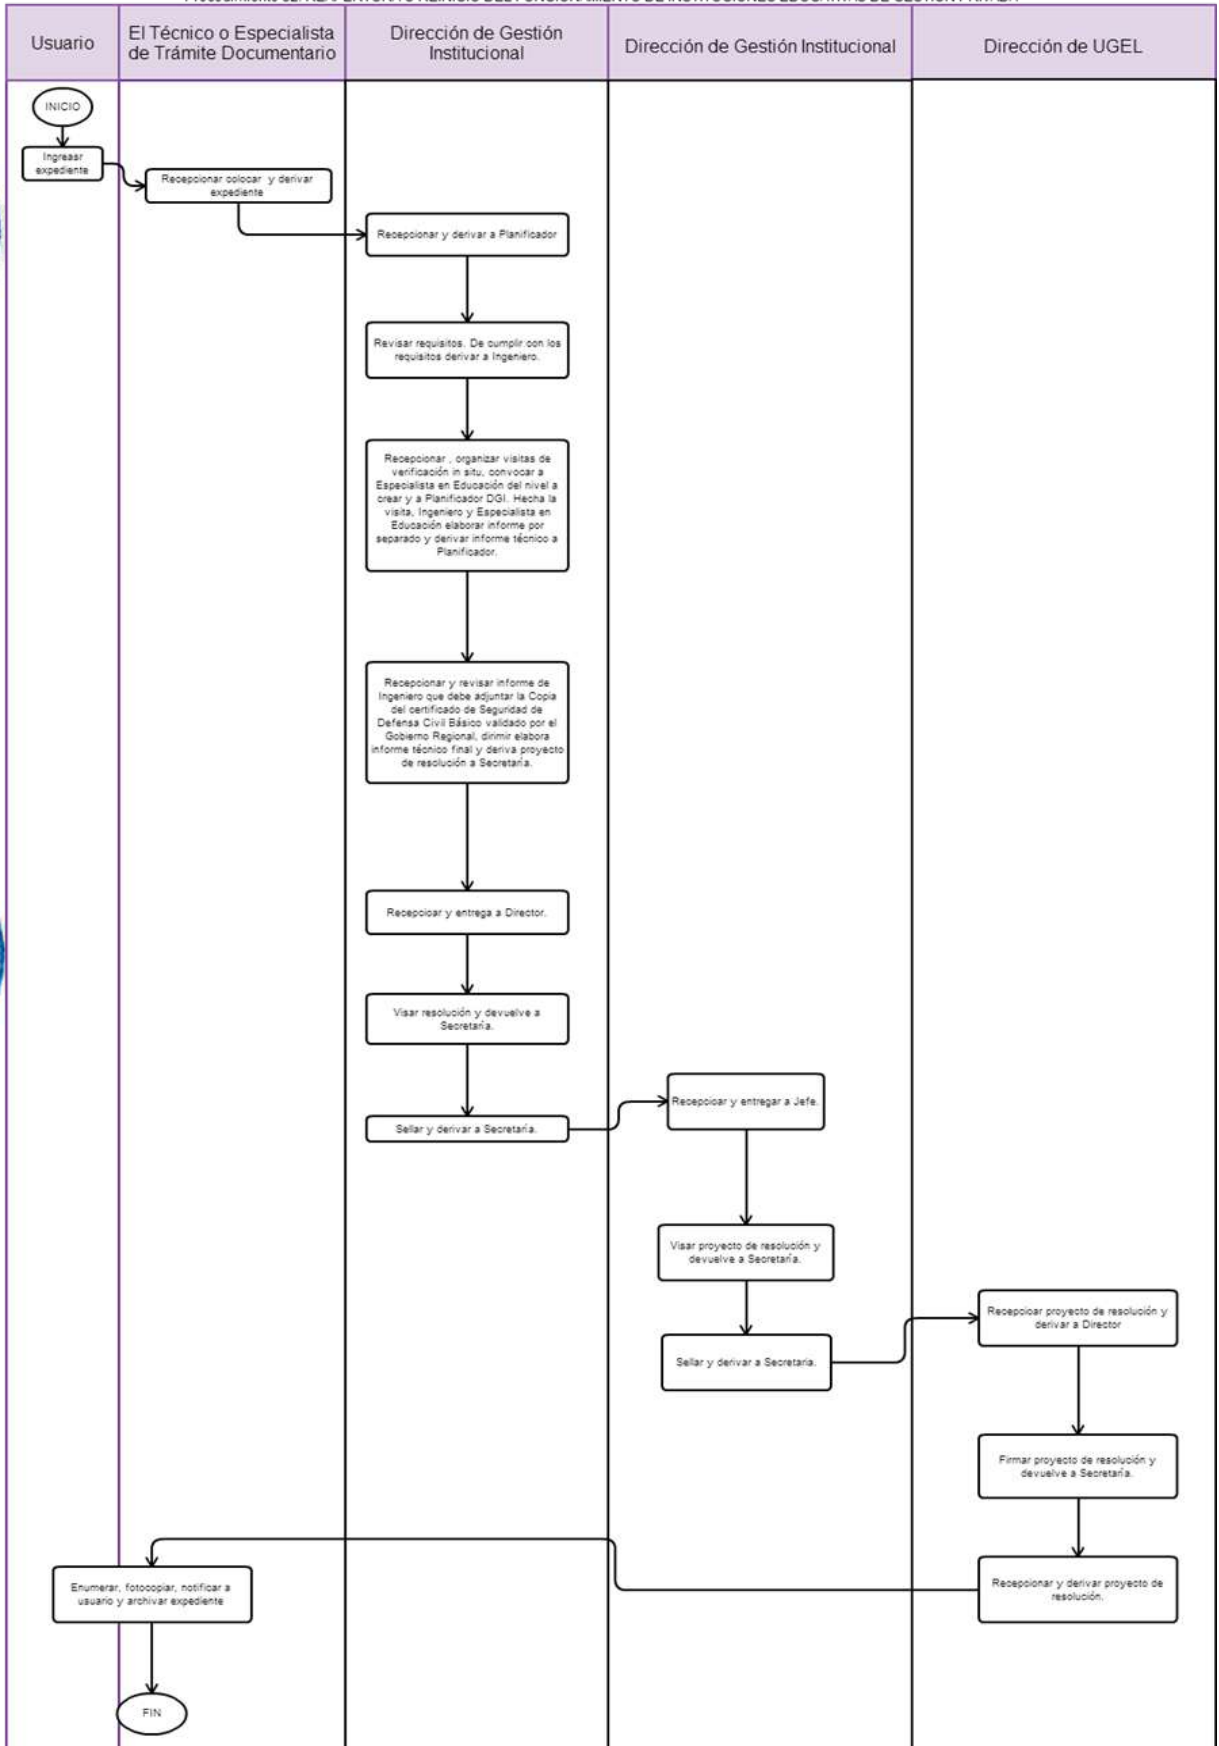 Usuario
El Técnico o Especialista
de Trámite Documentario
Dirección de Gestión
Institucional
Dirección de Gestión Institucional
Dirección de UGEL
INICIO
Ingreasr
expediente
Recepcionar colocar y derivar
expediente
Recepcionar y derivar a Planificador
Revisar requisitos. De cumplir con los
requisitos derivar a Ingeniero.
Recepcionar , organizar visitas de
verificación in situ, convocar a
Especialista en Educación del nivel a
crear y a Planificador DGI. Hecha la
visita, Ingeniero y Especialista en
Educación elaborar informe por
separado y derivar informe técnico a
Planificador.
Recepcionar y revisar informe de
Ingeniero que debe adjuntar la Copia
del certificado de Seguridad de
Defensa Civil Básico validado por el
Gobierno Regional, dirimir elabora
informe técnico final y deriva proyecto
de resolución a Secretaría.
Recepcicar y entrega a Director.
Visar resolución y devuelve a
Secretaría.
Sellar y derivar a Secretaría.
Recepcicar y entregar a Jefe.
Visar proyecto de resolución y
devuelve a Secretaría.
Sellar y derivar a Secretaria.
Recepcicar proyecto de resolución y
derivar a Director
Firmar proyecto de resolución y
devuelve a Secretaría.
Recepcionar y derivar proyecto de
resolución.
Enumerar, fotocopiar, notificar a
usuario y archivar expediente
FIN